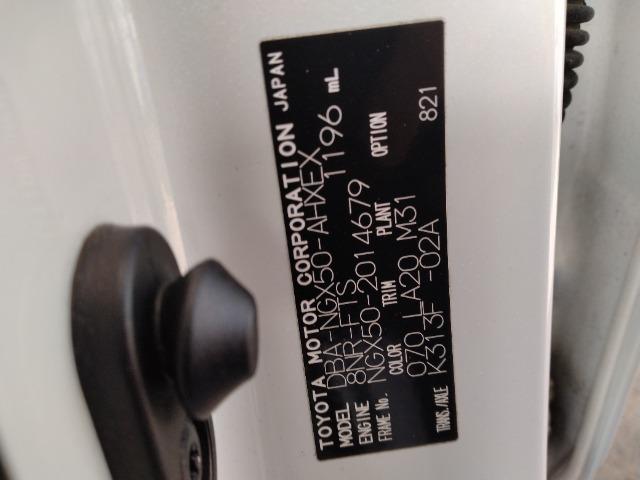 TOYOTA MOTOR CORPORATION JAPAN
MODEL DBA-NGX50-AHXEX
ENGINE 8NR-FTS 1196 mL
FRAME No. NGX50-2014679
COLOR TRIM PLANT OPTION
070 LA20 M31
TRANS./AXLE K313F -02A 821